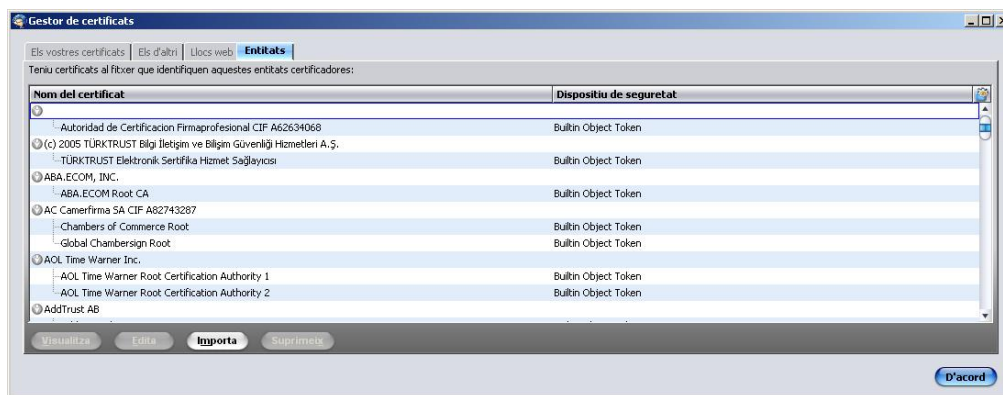 Gestor de certificats
Els vostres certificats Els d'altri Llocs web Entitats
Teniu certificats al fitxer que identifiquen aquestes entitats certificadores:
Nom del certificat Dispositiu de seguretat
Autoridad de Certificacion Firmaprofesional CIF A62634068 Builtin Object Token
(c) 2005 TÜRKTRUST Bilgi İletişim ve Bilişim Güvenliği Hizmetleri A.Ş.
TÜRKTRUST Elektronik Sertifika Hizmet Sağlayıcısı Builtin Object Token
ABA.ECOM, INC.
ABA.ECOM Root CA Builtin Object Token
AC Camerfirma SA CIF A82743287
Chambers of Commerce Root Builtin Object Token
Global Chambersign Root Builtin Object Token
AOL Time Warner Inc.
AOL Time Warner Root Certification Authority 1 Builtin Object Token
AOL Time Warner Root Certification Authority 2 Builtin Object Token
AddTrust AB
Visualitza Edita Importa Suprimeix
D'acord